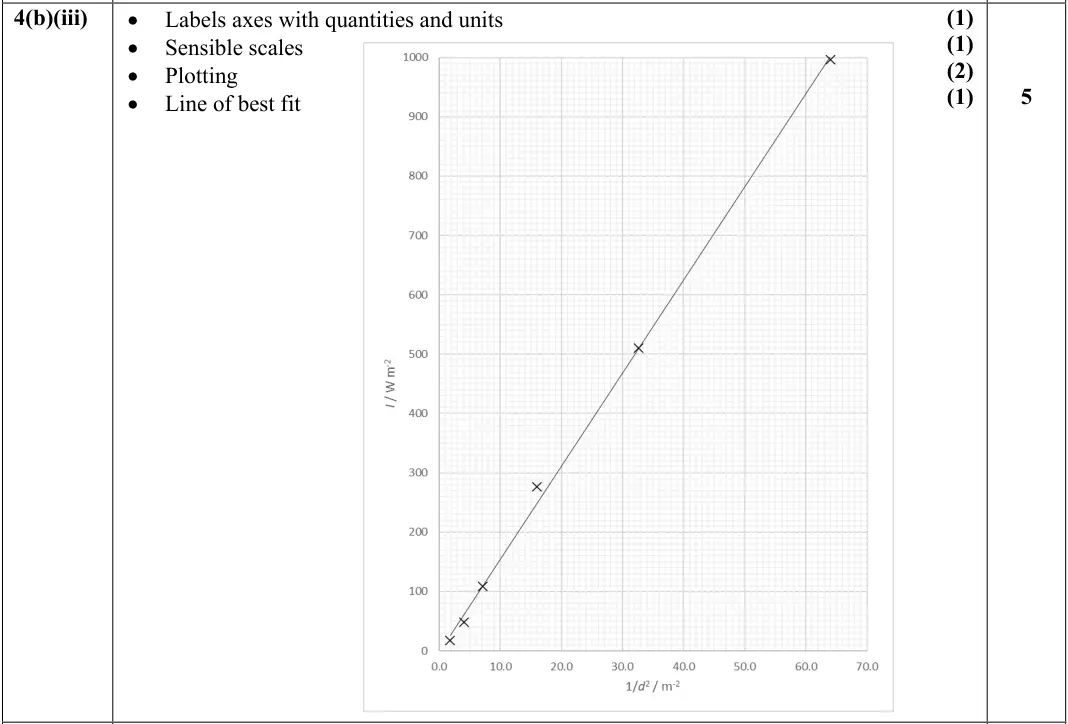 4(b)(iii)
• Labels axes with quantities and units (1)
• Sensible scales (1)
• Plotting (2)
• Line of best fit (1)
5
1000
900
800
700
600
500
400
300
200
100
0
I / W m⁻²
0.0 10.0 20.0 30.0 40.0 50.0 60.0 70.0
1/d² / m⁻²